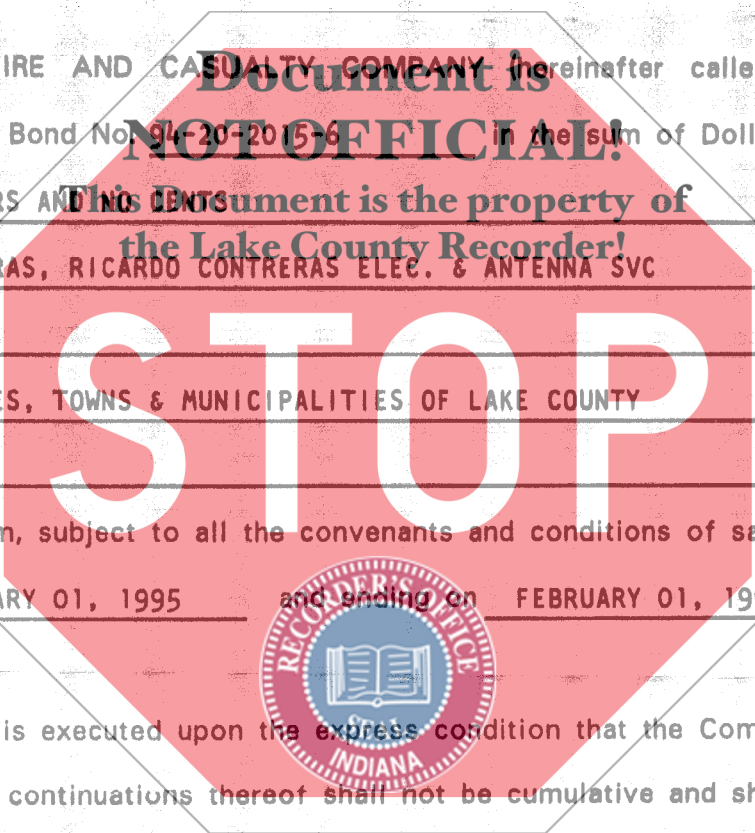 IRE AND CASUALTY COMPANY (hereinafter calle
Document is
Bond No. 94-20-2015-6 in the sum of Doll
NOT OFFICIAL!
RS AND NO CENTS
This Document is the property of
the Lake County Recorder!
RAS, RICARDO CONTRERAS ELEC. & ANTENNA SVC
STOP
ES, TOWNS & MUNICIPALITIES OF LAKE COUNTY
n, subject to all the convenants and conditions of sa
ARY 01, 1995 and ending on FEBRUARY 01, 19
RECORDER'S OFFICE
SEAL
INDIANA
is executed upon the express condition that the Com
continuations thereof shall not be cumulative and sh